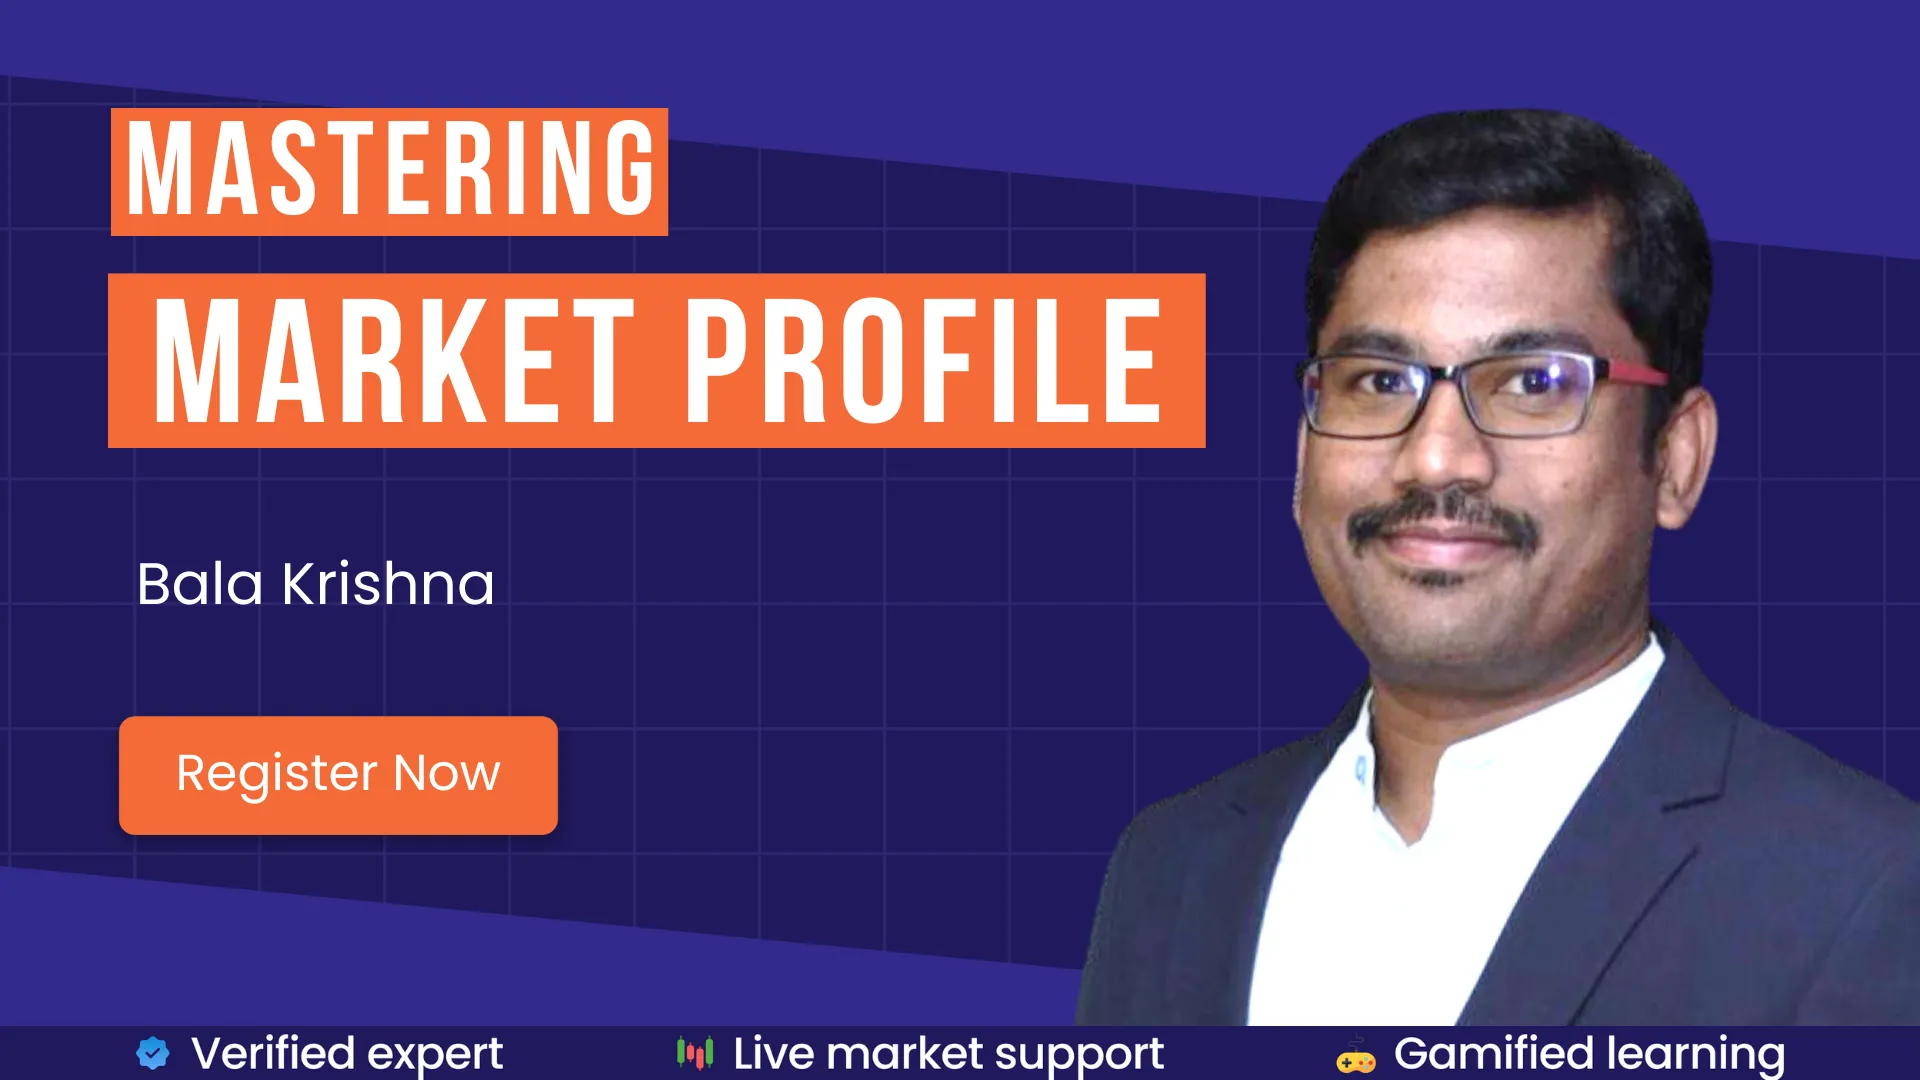 MASTERING
MARKET PROFILE
Bala Krishna
Register Now
Verified expert
Live market support
Gamified learning